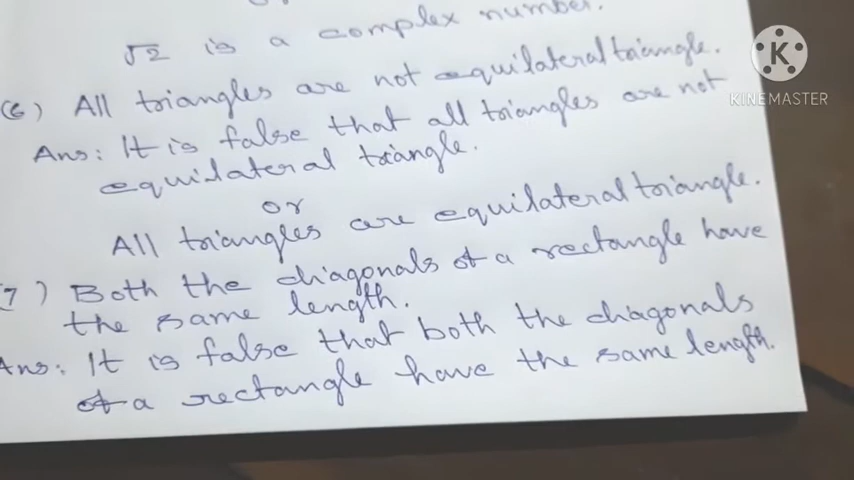 √2 is a complex number.
(6) All triangles are not equilateral triangle.
Ans: It is false that all triangles are not
equilateral triangle.
or
All triangles are equilateral triangle.
(7) Both the diagonals of a rectangle have
the same length.
Ans: It is false that both the diagonals
of a rectangle have the same length.
K
KINEMASTER